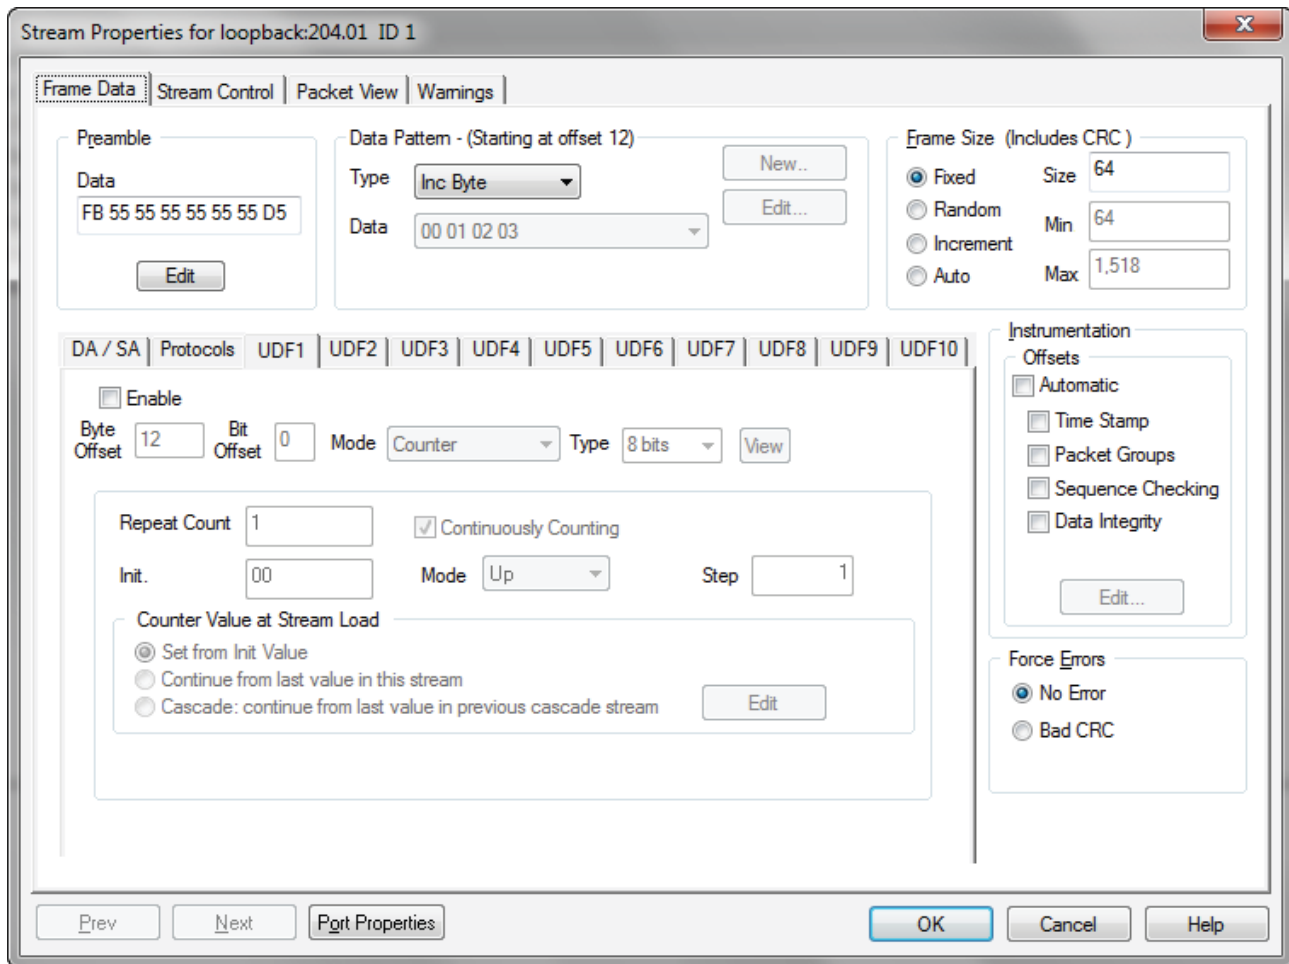 Stream Properties for loopback:204.01 ID 1
X
Frame Data Stream Control Packet View Warnings
Preamble
Data
FB 55 55 55 55 55 55 D5
Edit
Data Pattern - (Starting at offset 12)
Type Inc Byte
Data 00 01 02 03
New..
Edit...
Frame Size (Includes CRC )
Fixed Size 64
Random
Min 64
Increment
Auto Max 1,518
DA / SA Protocols UDF1 UDF2 UDF3 UDF4 UDF5 UDF6 UDF7 UDF8 UDF9 UDF10
Enable
Byte Offset 12 Bit Offset 0 Mode Counter Type 8 bits View
Repeat Count 1 Continuously Counting
Init. 00 Mode Up Step 1
Counter Value at Stream Load
Set from Init Value
Continue from last value in this stream
Cascade: continue from last value in previous cascade stream Edit
Instrumentation
Offsets
Automatic
Time Stamp
Packet Groups
Sequence Checking
Data Integrity
Edit...
Force Errors
No Error
Bad CRC
Prev Next Port Properties OK Cancel Help